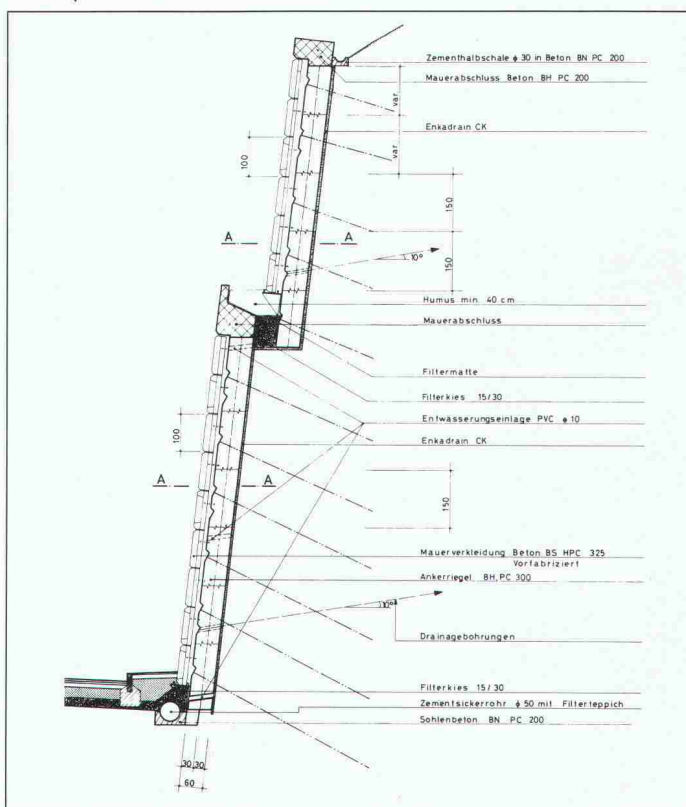 Zementhalbschale ϕ 30 in Beton BN PC 200
Mauerabschluss Beton BH PC 200
var
Enkadrain CK
var
100
150
A A
10°
150
Humus min. 40 cm
Mauerabschluss
Filtermatte
Filterkies 15/30
Entwässerungseinlage PVC ϕ 10
100
Enkadrain CK
A A
150
Mauerverkleidung Beton BS HPC 325
Vorfabriziert
Ankerriegel BH, PC 300
10°
Drainagebohrungen
Filterkies 15/30
Zementsickerrohr ϕ 50 mit Filterteppich
Sohlenbeton BN PC 200
30 30
60